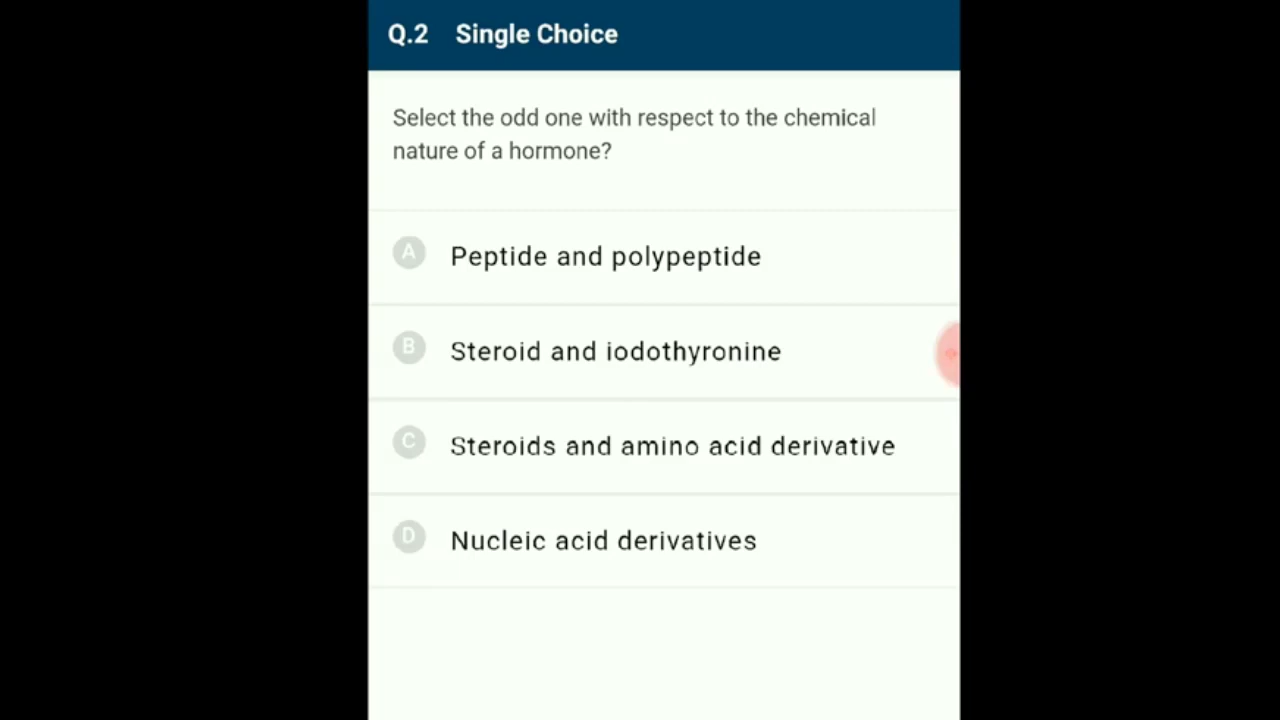 Q.2 Single Choice
Select the odd one with respect to the chemical
nature of a hormone?
A Peptide and polypeptide
B Steroid and iodothyronine
C Steroids and amino acid derivative
D Nucleic acid derivatives